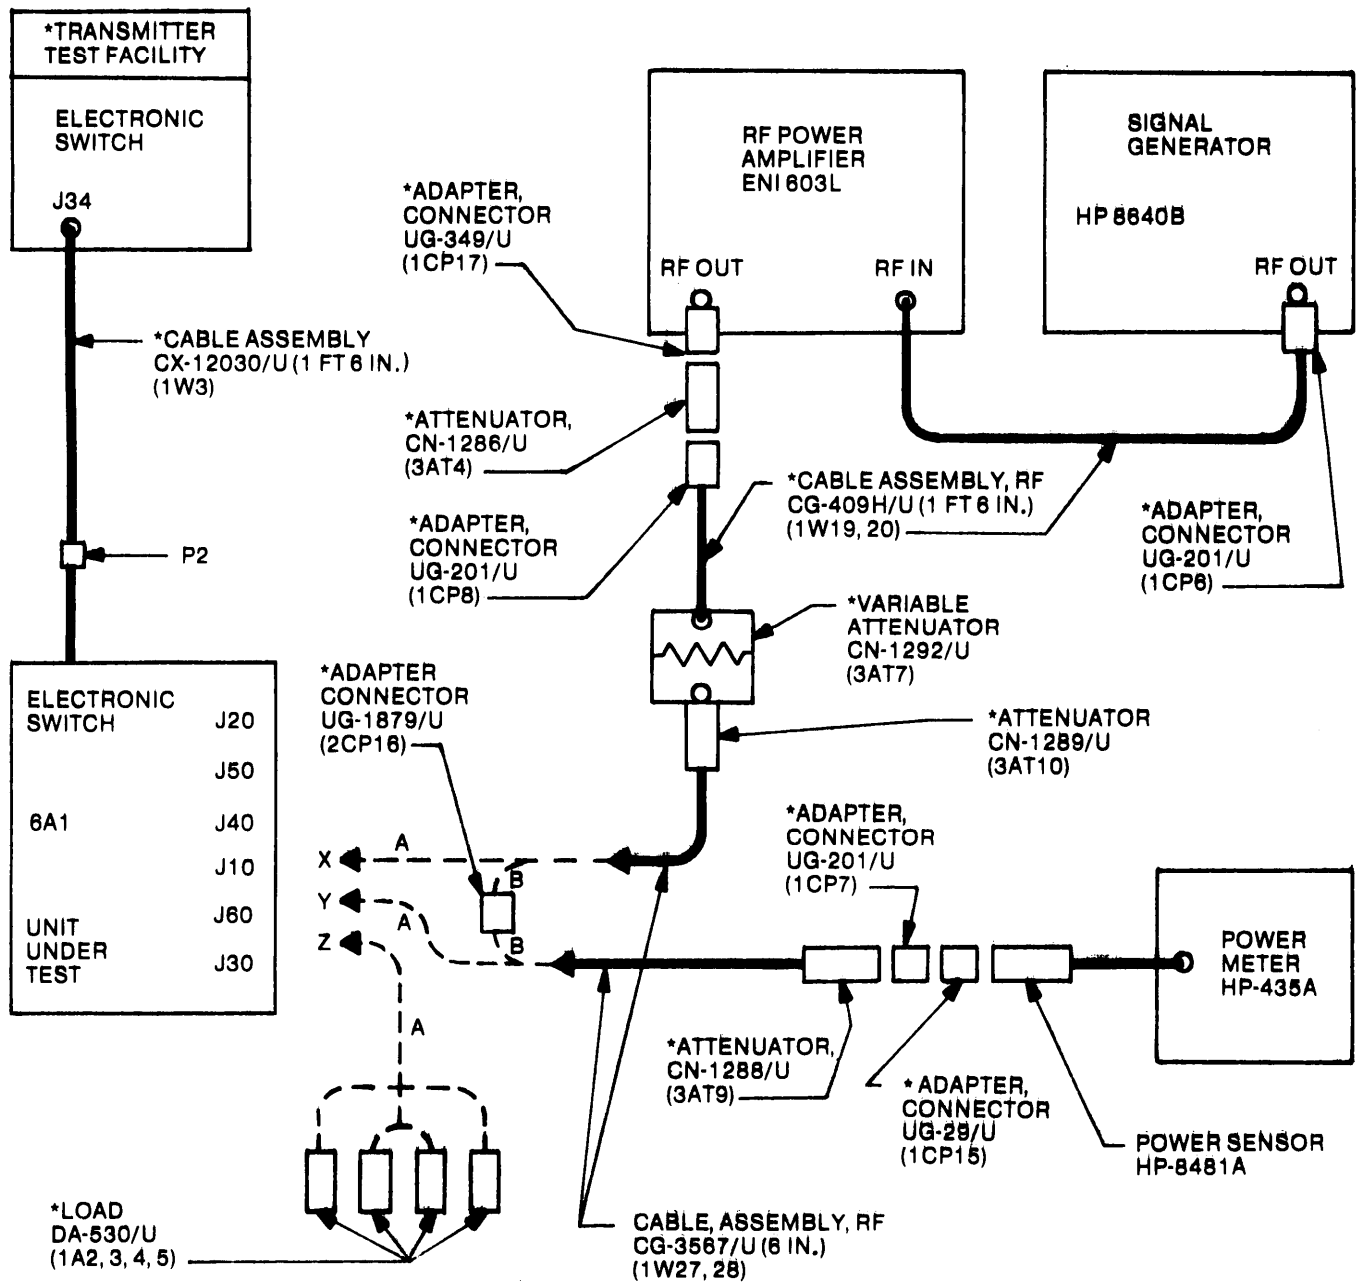 *TRANSMITTER
TEST FACILITY
ELECTRONIC
SWITCH
J34
*CABLE ASSEMBLY
CX-12030/U (1 FT 6 IN.)
(1W3)
P2
ELECTRONIC
SWITCH
6A1
UNIT
UNDER
TEST
J20
J50
J40
J10
J60
J30
RF POWER
AMPLIFIER
ENI 603L
RF OUT
RF IN
SIGNAL
GENERATOR
HP 8640B
RF OUT
*ADAPTER,
CONNECTOR
UG-349/U
(1CP17)
*ATTENUATOR,
CN-1286/U
(3AT4)
*ADAPTER,
CONNECTOR
UG-201/U
(1CP8)
*CABLE ASSEMBLY, RF
CG-409H/U (1 FT 6 IN.)
(1W19, 20)
*ADAPTER,
CONNECTOR
UG-201/U
(1CP6)
*VARIABLE
ATTENUATOR
CN-1292/U
(3AT7)
*ADAPTER
CONNECTOR
UG-1879/U
(2CP16)
*ATTENUATOR
CN-1289/U
(3AT10)
*ADAPTER,
CONNECTOR
UG-201/U
(1CP7)
X
A
B
Y
A
B
Z
A
POWER
METER
HP-435A
*ATTENUATOR,
CN-1288/U
(3AT9)
* ADAPTER,
CONNECTOR
UG-29/U
(1CP15)
POWER SENSOR
HP-8481A
*LOAD
DA-530/U
(1A2, 3, 4, 5)
CABLE, ASSEMBLY, RF
CG-3567/U (6 IN.)
(1W27, 28)